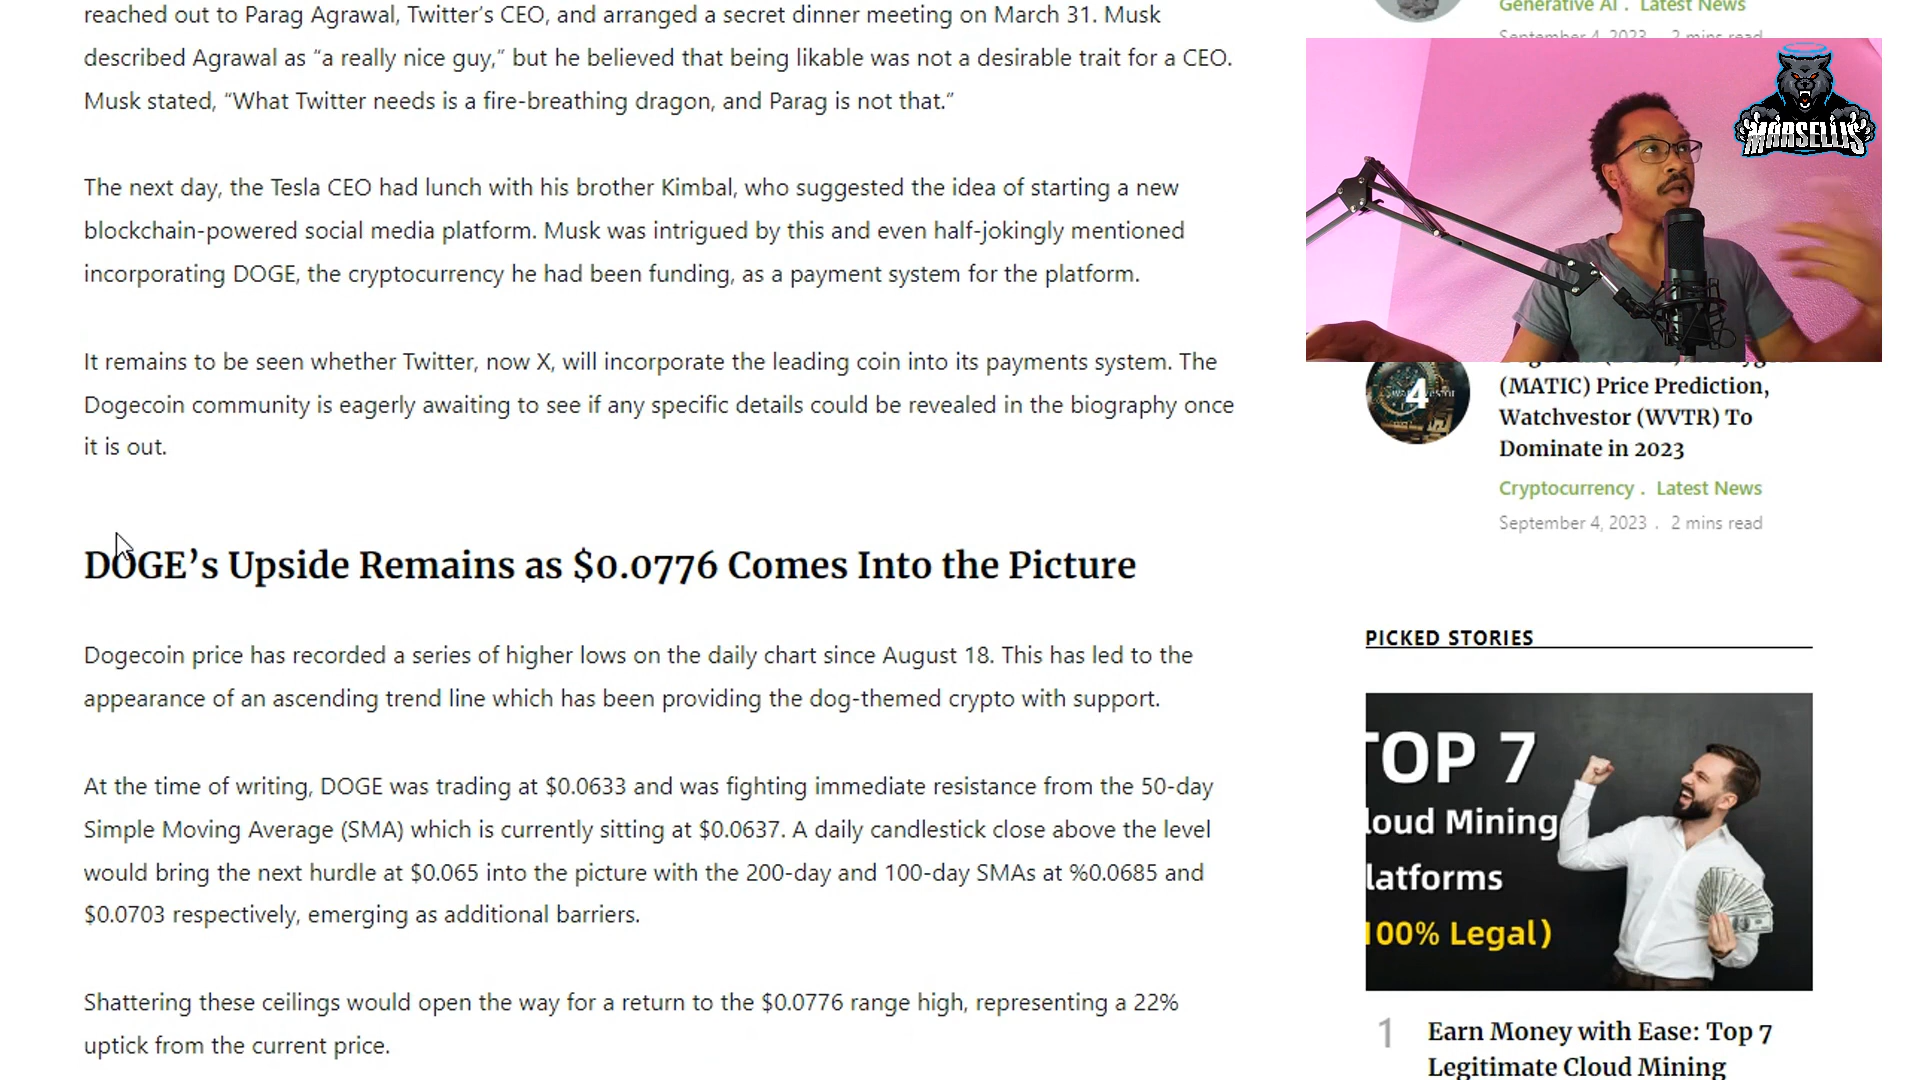 reached out to Parag Agrawal, Twitter’s CEO, and arranged a secret dinner meeting on March 31. Musk
described Agrawal as “a really nice guy,” but he believed that being likable was not a desirable trait for a CEO.
Musk stated, “What Twitter needs is a fire-breathing dragon, and Parag is not that.”
The next day, the Tesla CEO had lunch with his brother Kimbal, who suggested the idea of starting a new
blockchain-powered social media platform. Musk was intrigued by this and even half-jokingly mentioned
incorporating DOGE, the cryptocurrency he had been funding, as a payment system for the platform.
It remains to be seen whether Twitter, now X, will incorporate the leading coin into its payments system. The
Dogecoin community is eagerly awaiting to see if any specific details could be revealed in the biography once
it is out.
DOGE’s Upside Remains as $0.0776 Comes Into the Picture
Dogecoin price has recorded a series of higher lows on the daily chart since August 18. This has led to the
appearance of an ascending trend line which has been providing the dog-themed crypto with support.
At the time of writing, DOGE was trading at $0.0633 and was fighting immediate resistance from the 50-day
Simple Moving Average (SMA) which is currently sitting at $0.0637. A daily candlestick close above the level
would bring the next hurdle at $0.065 into the picture with the 200-day and 100-day SMAs at %0.0685 and
$0.0703 respectively, emerging as additional barriers.
Shattering these ceilings would open the way for a return to the $0.0776 range high, representing a 22%
uptick from the current price.
Generative AI . Latest News
September 4, 2023 . 2 mins read
MARSELLIS
4
(MATIC) Price Prediction,
Watchvestor (WVTR) To
Dominate in 2023
Cryptocurrency . Latest News
September 4, 2023 . 2 mins read
PICKED STORIES
TOP 7
loud Mining
latforms
100% Legal)
1
Earn Money with Ease: Top 7
Legitimate Cloud Mining